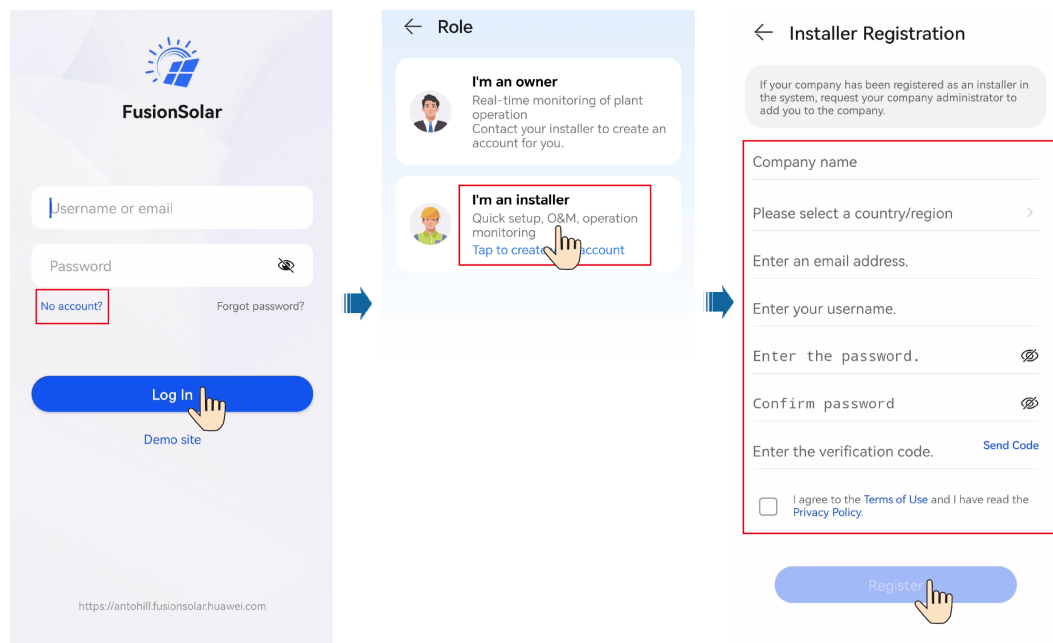 FusionSolar
Username or email
Password
No account?
Forgot password?
Log In
Demo site
https://antohill.fusionsolar.huawei.com
Role
I'm an owner
Real-time monitoring of plant
operation
Contact your installer to create an
account for you.
I'm an installer
Quick setup, O&M, operation
monitoring
Tap to create account
Installer Registration
If your company has been registered as an installer in
the system, request your company administrator to
add you to the company.
Company name
Please select a country/region
Enter an email address.
Enter your username.
Enter the password.
Confirm password
Enter the verification code.
Send Code
I agree to the Terms of Use and I have read the
Privacy Policy.
Register